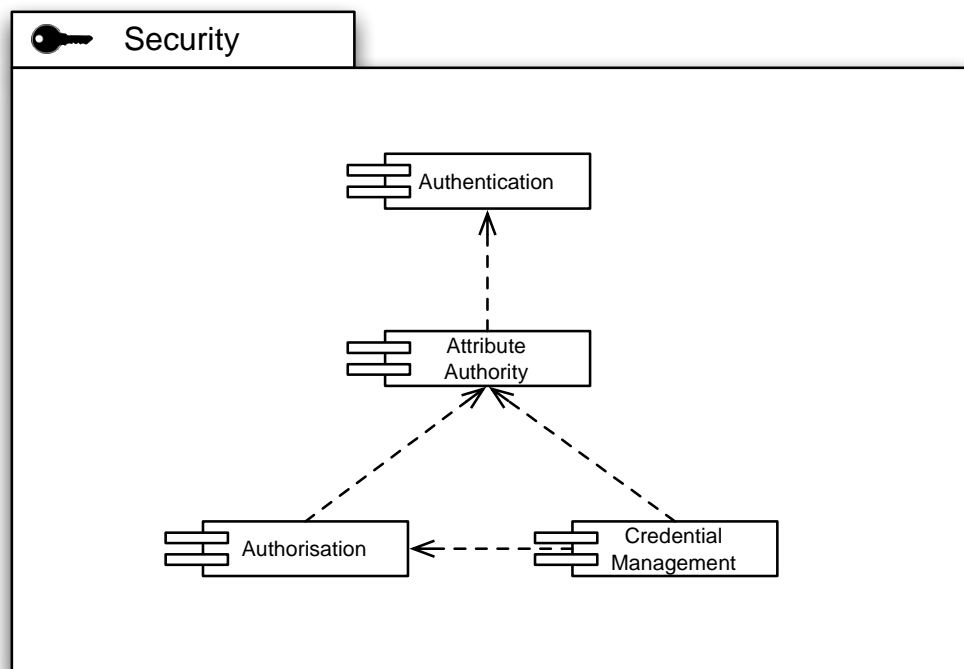 Security
Authentication
Attribute
Authority
Authorisation
Credential
Management